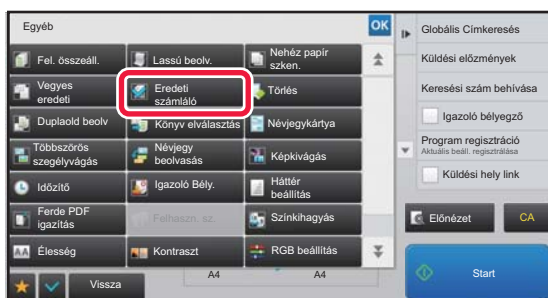 Egyéb
OK
Fel. összeáll.
Lassú beolv.
Nehéz papír
szken.
Vegyes
eredeti
Eredeti
számláló
Törlés
Duplaold beolv
Könyv elválasztás
Névjegykártya
Többszörös
szegélyvágás
Névjegy
beolvasás
Képkivágás
Időzítő
Igazoló Bély.
Háttér
beállítás
Ferde PDF
igazítás
Felhaszn. sz.
Színkihagyás
Élesség
Kontraszt
RGB beállítás
Vissza
A4
A4
Globális Címkeresés
Küldési előzmények
Keresési szám behívása
Igazoló bélyegző
Program regisztráció
Aktuális beáll. regisztrálása
Küldési hely link
Előnézet
CA
Start